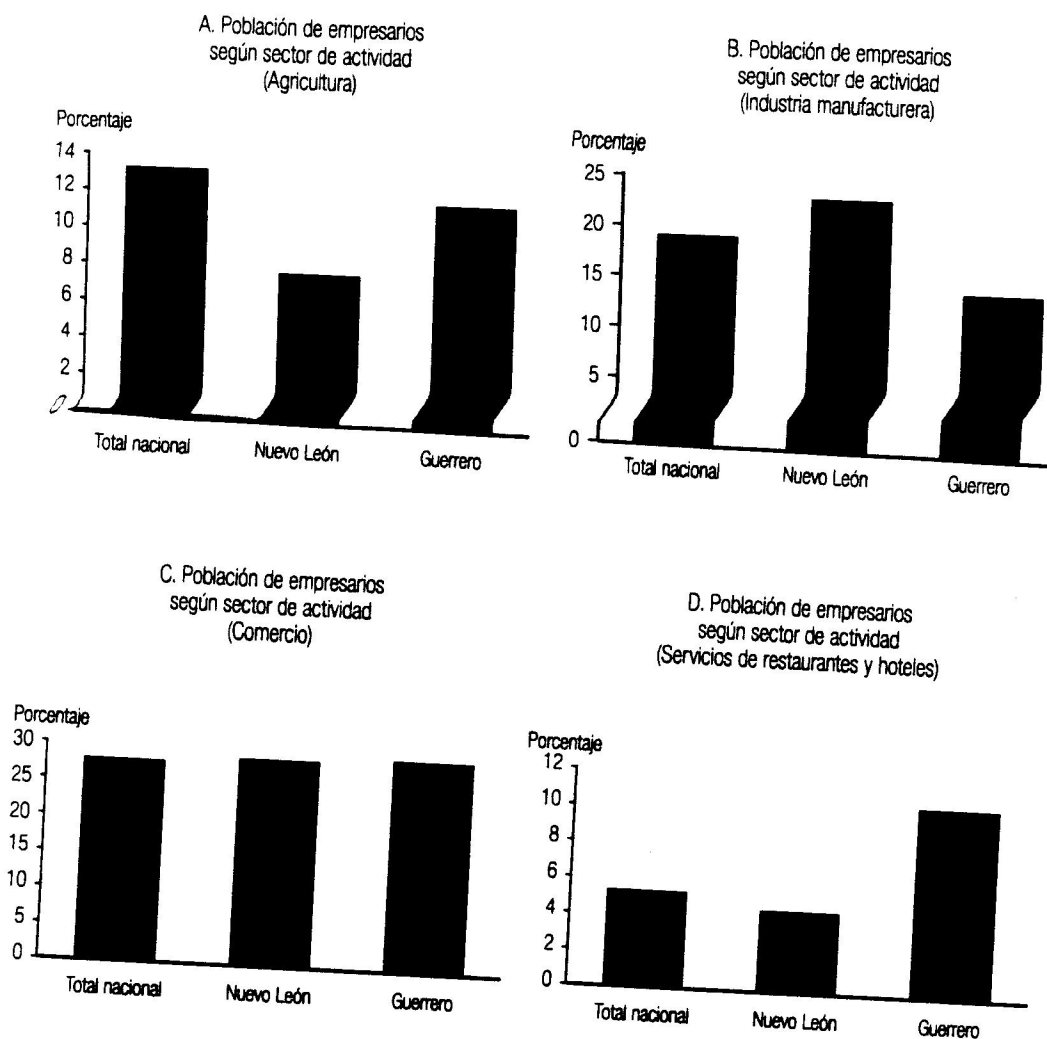 A. Población de empresarios
según sector de actividad
(Agricultura)
Porcentaje
14
12
10
8
6
4
2
0
Total nacional
Nuevo León
Guerrero
B. Población de empresarios
según sector de actividad
(Industria manufacturera)
Porcentaje
25
20
15
10
5
0
Total nacional
Nuevo León
Guerrero
C. Población de empresarios
según sector de actividad
(Comercio)
Porcentaje
30
25
20
15
10
5
0
Total nacional
Nuevo León
Guerrero
D. Población de empresarios
según sector de actividad
(Servicios de restaurantes y hoteles)
Porcentaje
12
10
8
6
4
2
0
Total nacional
Nuevo León
Guerrero